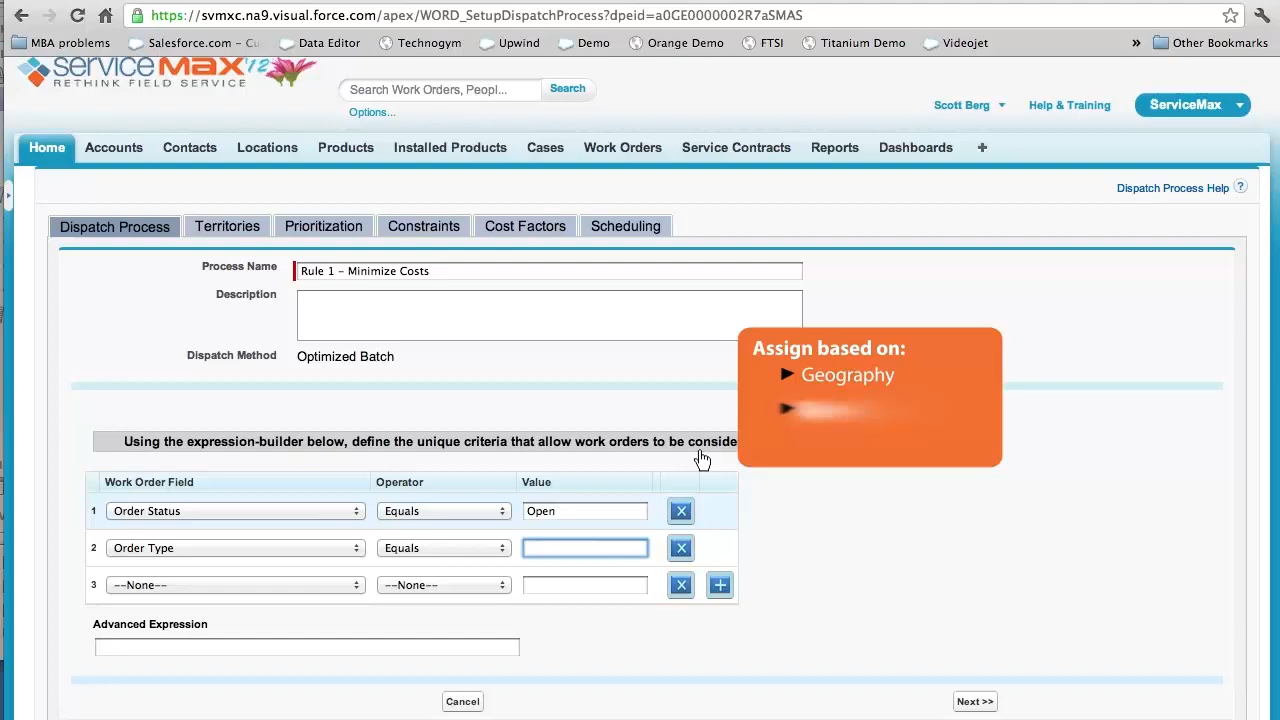 https://svmxc.na9.visual.force.com/apex/WORD_SetupDispatchProcess?dpeid=a0GE0000002R7aSMAS
MBA problems Salesforce.com - Cu Data Editor Technogym Upwind Demo Orange Demo FTSI Titanium Demo Videojet » Other Bookmarks
SERVICEMAX '12
RETHINK FIELD SERVICE
Search Work Orders, Peopl... Search
Options...
Scott Berg Help & Training ServiceMax
Home Accounts Contacts Locations Products Installed Products Cases Work Orders Service Contracts Reports Dashboards +
Dispatch Process Help ?
Dispatch Process Territories Prioritization Constraints Cost Factors Scheduling
Process Name Rule 1 - Minimize Costs
Description
Dispatch Method Optimized Batch
Assign based on:
Geography
Using the expression-builder below, define the unique criteria that allow work orders to be conside
Work Order Field Operator Value
1 Order Status Equals Open
2 Order Type Equals
3 --None-- --None--
Advanced Expression
Cancel Next >>